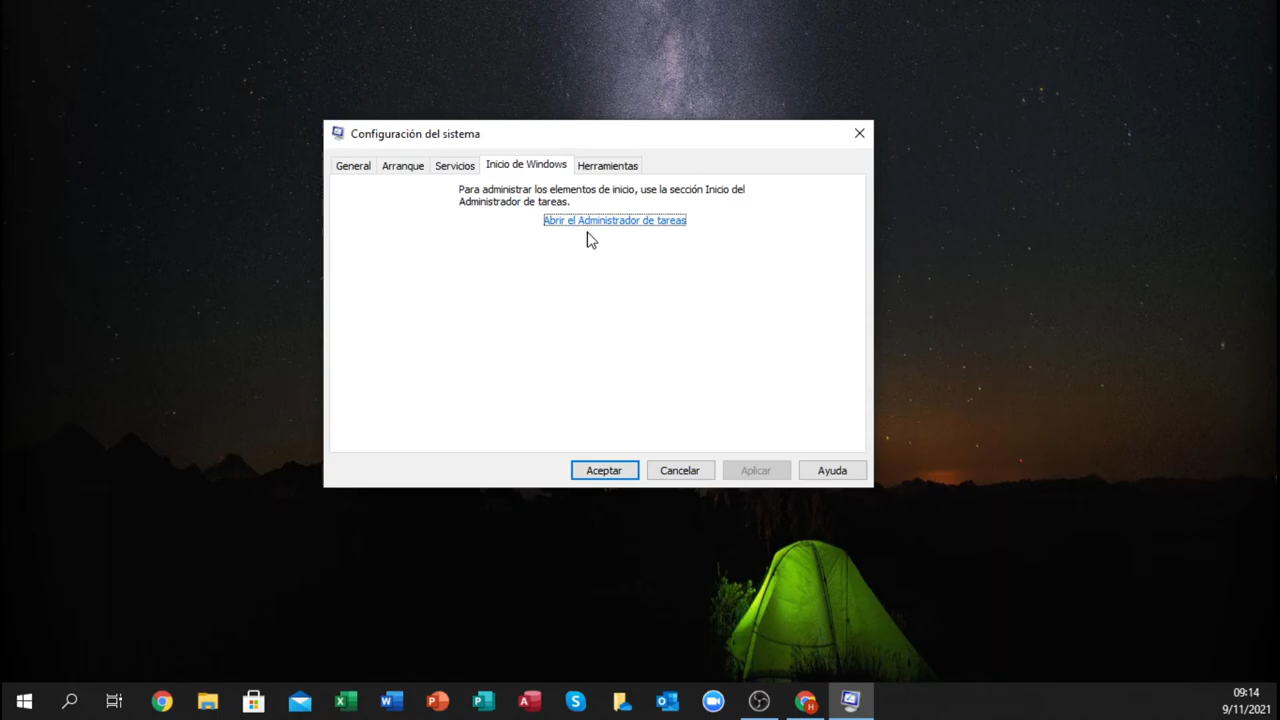 Configuración del sistema
General
Arranque
Servicios
Inicio de Windows
Herramientas
Para administrar los elementos de inicio, use la sección Inicio del
Administrador de tareas.
Abrir el Administrador de tareas
Aceptar
Cancelar
Aplicar
Ayuda
09:14
9/11/2021